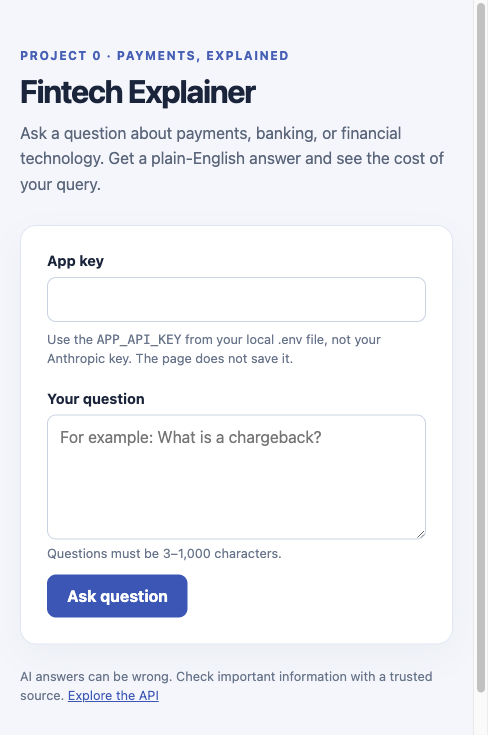 PROJECT 0 · PAYMENTS, EXPLAINED
Fintech Explainer
Ask a question about payments, banking, or financial
technology. Get a plain-English answer and see the cost of
your query.
App key
Use the APP_API_KEY from your local .env file, not your
Anthropic key. The page does not save it.
Your question
For example: What is a chargeback?
Questions must be 3–1,000 characters.
Ask question
AI answers can be wrong. Check important information with a trusted
source. Explore the API